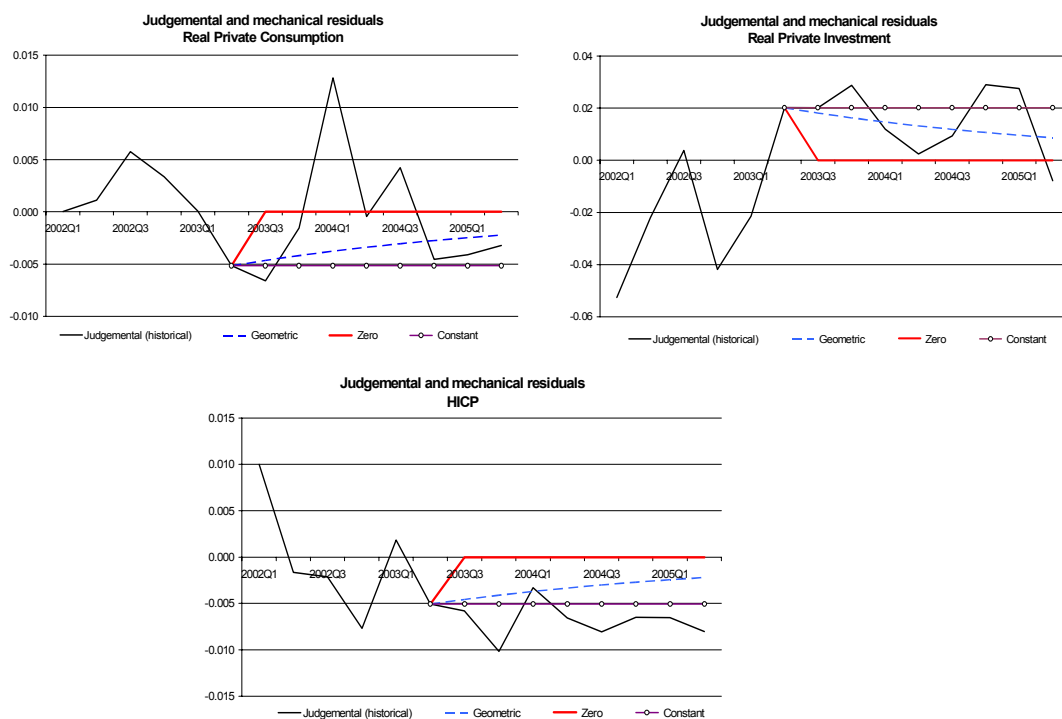 Judgemental and mechanical residuals
Real Private Consumption
0.015
0.010
0.005
0.000
2002Q1 2002Q3 2003Q1 2003Q3 2004Q1 2004Q3 2005Q1
-0.005
-0.010
Judgemental (historical) Geometric Zero Constant
Judgemental and mechanical residuals
Real Private Investment
0.04
0.02
0.00
2002Q1 2002Q3 2003Q1 2003Q3 2004Q1 2004Q3 2005Q1
-0.02
-0.04
-0.06
Judgemental (historical) Geometric Zero Constant
Judgemental and mechanical residuals
HICP
0.015
0.010
0.005
0.000
2002Q1 2002Q3 2003Q1 2003Q3 2004Q1 2004Q3 2005Q1
-0.005
-0.010
-0.015
Judgemental (historical) Geometric Zero Constant